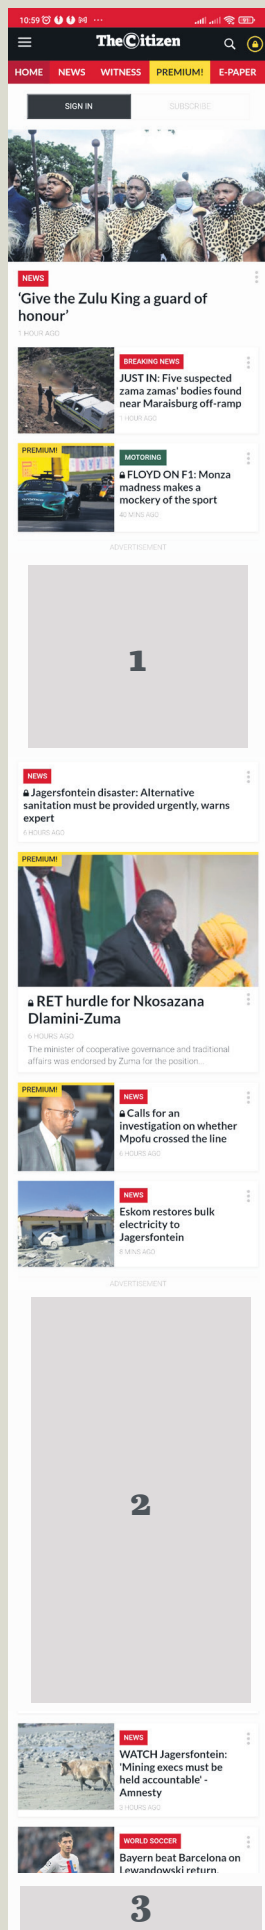 10:59
The Citizen
HOME NEWS WITNESS PREMIUM! E-PAPER
SIGN IN SUBSCRIBE
NEWS
'Give the Zulu King a guard of
honour'
1 HOUR AGO
BREAKING NEWS
JUST IN: Five suspected
zama zamas' bodies found
near Maraisburg off-ramp
1 HOUR AGO
PREMIUM!
MOTORING
FLOYD ON F1: Monza
madness makes a
mockery of the sport
40 MINS AGO
ADVERTISEMENT
1
NEWS
Jagersfontein disaster: Alternative
sanitation must be provided urgently, warns
expert
6 HOURS AGO
PREMIUM!
RET hurdle for Nkosazana
Dlamini-Zuma
6 HOURS AGO
The minister of cooperative governance and traditional
affairs was endorsed by Zuma for the position...
PREMIUM!
NEWS
Calls for an
investigation on whether
Mpofu crossed the line
6 HOURS AGO
NEWS
Eskom restores bulk
electricity to
Jagersfontein
8 MINS AGO
ADVERTISEMENT
2
NEWS
WATCH Jagersfontein:
'Mining execs must be
held accountable' -
Amnesty
3 HOURS AGO
WORLD SOCCER
Bayern beat Barcelona on
Lewandowski return,
3